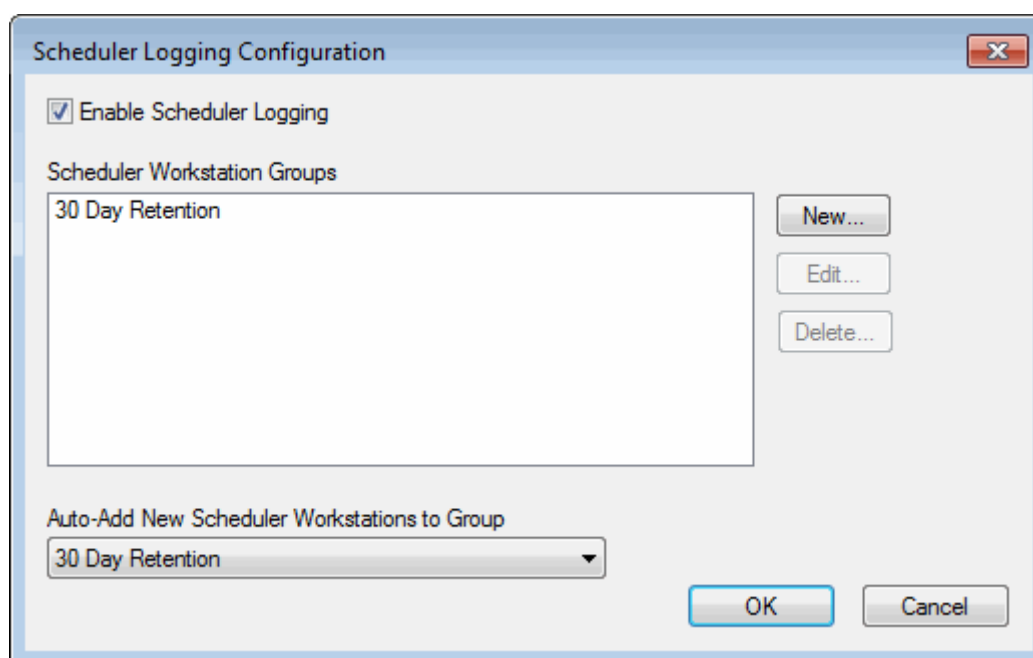 Scheduler Logging Configuration
Enable Scheduler Logging
Scheduler Workstation Groups
30 Day Retention
New...
Edit...
Delete...
Auto-Add New Scheduler Workstations to Group
30 Day Retention
OK
Cancel